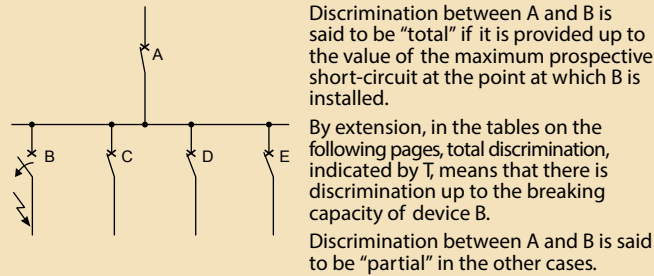 A
B
C
D
E
Discrimination between A and B is
said to be “total” if it is provided up to
the value of the maximum prospective
short-circuit at the point at which B is
installed.
By extension, in the tables on the
following pages, total discrimination,
indicated by T, means that there is
discrimination up to the breaking
capacity of device B.
Discrimination between A and B is said
to be “partial” in the other cases.